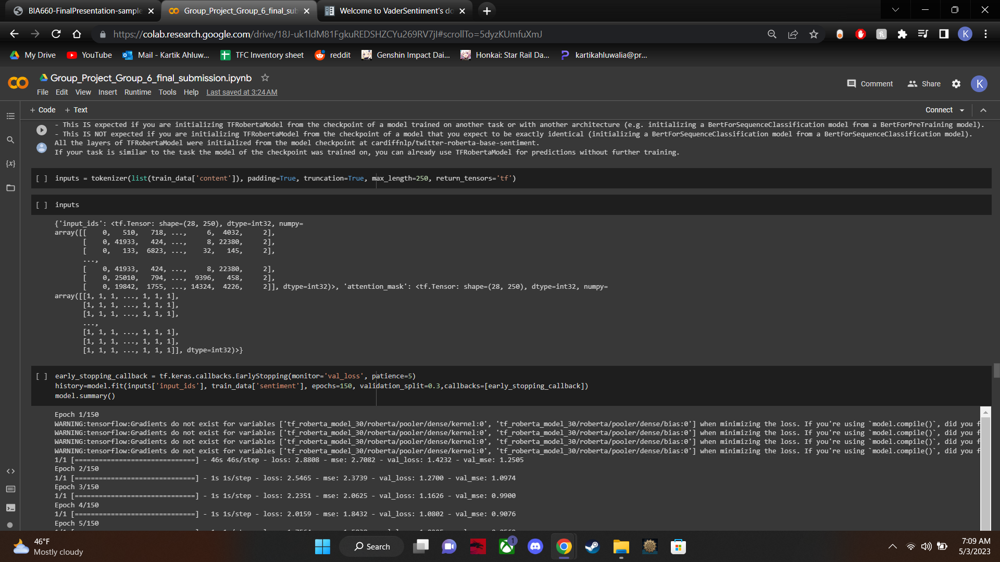 BIA660-FinalPresentation-sample
Group_Project_Group_6_final_sub
Welcome to VaderSentiment's do
https://colab.research.google.com/drive/18J-uk1ldM81FgkuREDSHZCYu269RV7jI#scrollTo=5dyzKUmfuXmJ
K
My Drive
YouTube
Mail - Kartik Ahluw...
TFC Inventory sheet
reddit
Genshin Impact Dai...
Honkai: Star Rail Da...
kartikahluwalia@pr...
Group_Project_Group_6_final_submission.ipynb
Comment
Share
K
File Edit View Insert Runtime Tools Help Last saved at 3:24 AM
+ Code + Text
Connect
- This IS expected if you are initializing TFRobertaModel from the checkpoint of a model trained on another task or with another architecture (e.g. initializing a BertForSequenceClassification model from a BertForPreTraining model).
- This IS NOT expected if you are initializing TFRobertaModel from the checkpoint of a model that you expect to be exactly identical (initializing a BertForSequenceClassification model from a BertForSequenceClassification model).
All the layers of TFRobertaModel were initialized from the model checkpoint at cardiffnlp/twitter-roberta-base-sentiment.
If your task is similar to the task the model of the checkpoint was trained on, you can already use TFRobertaModel for predictions without further training.
{x}
[ ] inputs = tokenizer(list(train_data['content']), padding=True, truncation=True, max_length=250, return_tensors='tf')
[ ] inputs
{'input_ids': <tf.Tensor: shape=(28, 250), dtype=int32, numpy=
array([[    0,   510,   718, ...,     6,  4032,     2],
[    0, 41933,   424, ...,     8, 22380,     2],
[    0,   133,  6823, ...,    32,   145,     2],
...,
[    0, 41933,   424, ...,     8, 22380,     2],
[    0, 25010,   794, ...,  9396,   458,     2],
[    0, 19842,  1755, ..., 14324,  4226,     2]], dtype=int32)>, 'attention_mask': <tf.Tensor: shape=(28, 250), dtype=int32, numpy=
array([[1, 1, 1, ..., 1, 1, 1],
[1, 1, 1, ..., 1, 1, 1],
[1, 1, 1, ..., 1, 1, 1],
...,
[1, 1, 1, ..., 1, 1, 1],
[1, 1, 1, ..., 1, 1, 1],
[1, 1, 1, ..., 1, 1, 1]], dtype=int32)>}
[ ] early_stopping_callback = tf.keras.callbacks.EarlyStopping(monitor='val_loss', patience=5)
history=model.fit(inputs['input_ids'], train_data['sentiment'], epochs=150, validation_split=0.3,callbacks=[early_stopping_callback])
model.summary()
Epoch 1/150
WARNING:tensorflow:Gradients do not exist for variables ['tf_roberta_model_30/roberta/pooler/dense/kernel:0', 'tf_roberta_model_30/roberta/pooler/dense/bias:0'] when minimizing the loss. If you're using `model.compile()`, did you f
WARNING:tensorflow:Gradients do not exist for variables ['tf_roberta_model_30/roberta/pooler/dense/kernel:0', 'tf_roberta_model_30/roberta/pooler/dense/bias:0'] when minimizing the loss. If you're using `model.compile()`, did you f
WARNING:tensorflow:Gradients do not exist for variables ['tf_roberta_model_30/roberta/pooler/dense/kernel:0', 'tf_roberta_model_30/roberta/pooler/dense/bias:0'] when minimizing the loss. If you're using `model.compile()`, did you f
WARNING:tensorflow:Gradients do not exist for variables ['tf_roberta_model_30/roberta/pooler/dense/kernel:0', 'tf_roberta_model_30/roberta/pooler/dense/bias:0'] when minimizing the loss. If you're using `model.compile()`, did you f
1/1 [==============================] - 46s 46s/step - loss: 2.8808 - mse: 2.7082 - val_loss: 1.4232 - val_mse: 1.2505
Epoch 2/150
1/1 [==============================] - 1s 1s/step - loss: 2.5465 - mse: 2.3739 - val_loss: 1.2700 - val_mse: 1.0974
Epoch 3/150
1/1 [==============================] - 1s 1s/step - loss: 2.2351 - mse: 2.0625 - val_loss: 1.1626 - val_mse: 0.9900
Epoch 4/150
1/1 [==============================] - 1s 1s/step - loss: 2.0159 - mse: 1.8432 - val_loss: 1.0802 - val_mse: 0.9076
Epoch 5/150
46°F
Mostly cloudy
Search
1
7:09 AM
5/3/2023